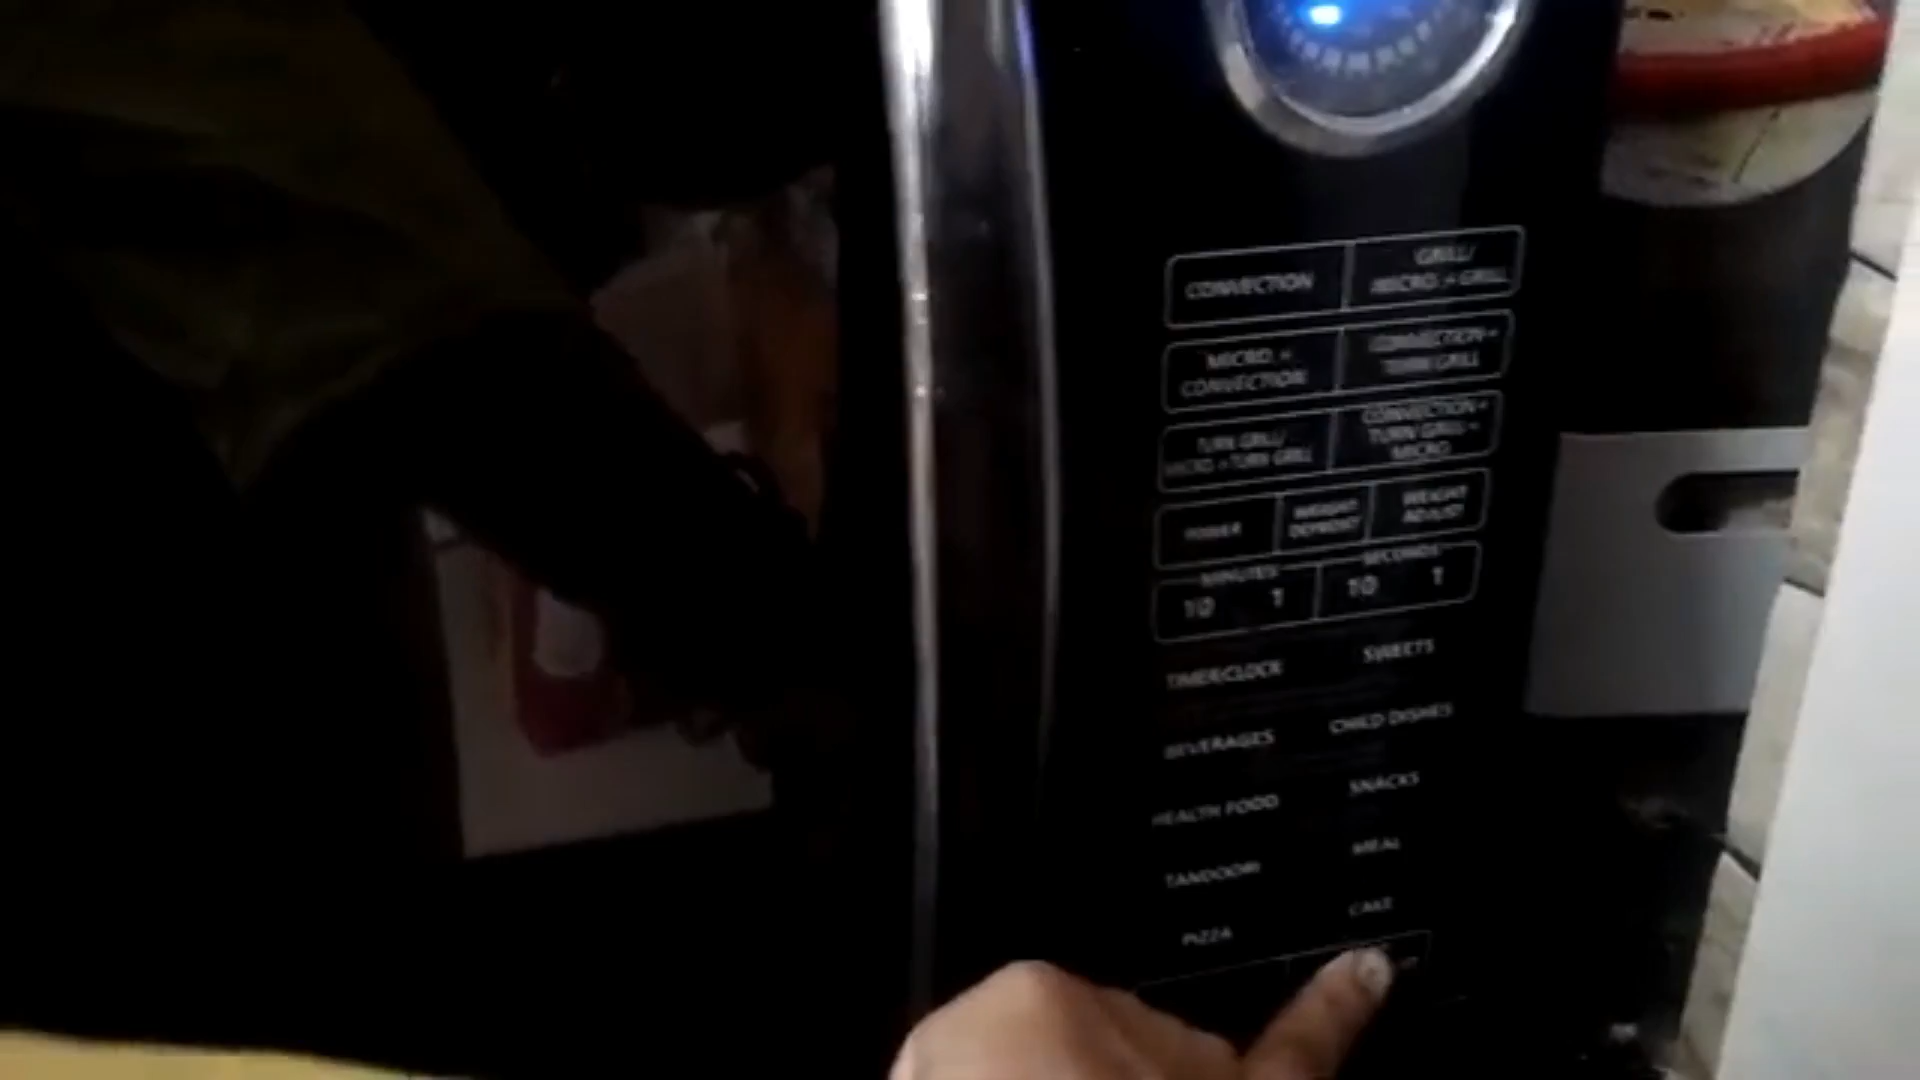 CONVECTION
GRILL/
MICRO. + GRILL
MICRO. +
CONVECTION
CONVECTION +
TURN GRILL
TURN GRILL/
MICRO + TURN GRILL
CONVECTION +
TURN GRILL +
MICRO
POWER
WEIGHT
DEFROST
WEIGHT
ADJUST
MINUTES
10 1
SECONDS
10 1
TIMER/CLOCK
SWEETS
BEVERAGES
CHILD DISHES
HEALTH FOOD
SNACKS
TANDOORI
MEAL
PIZZA
CAKE